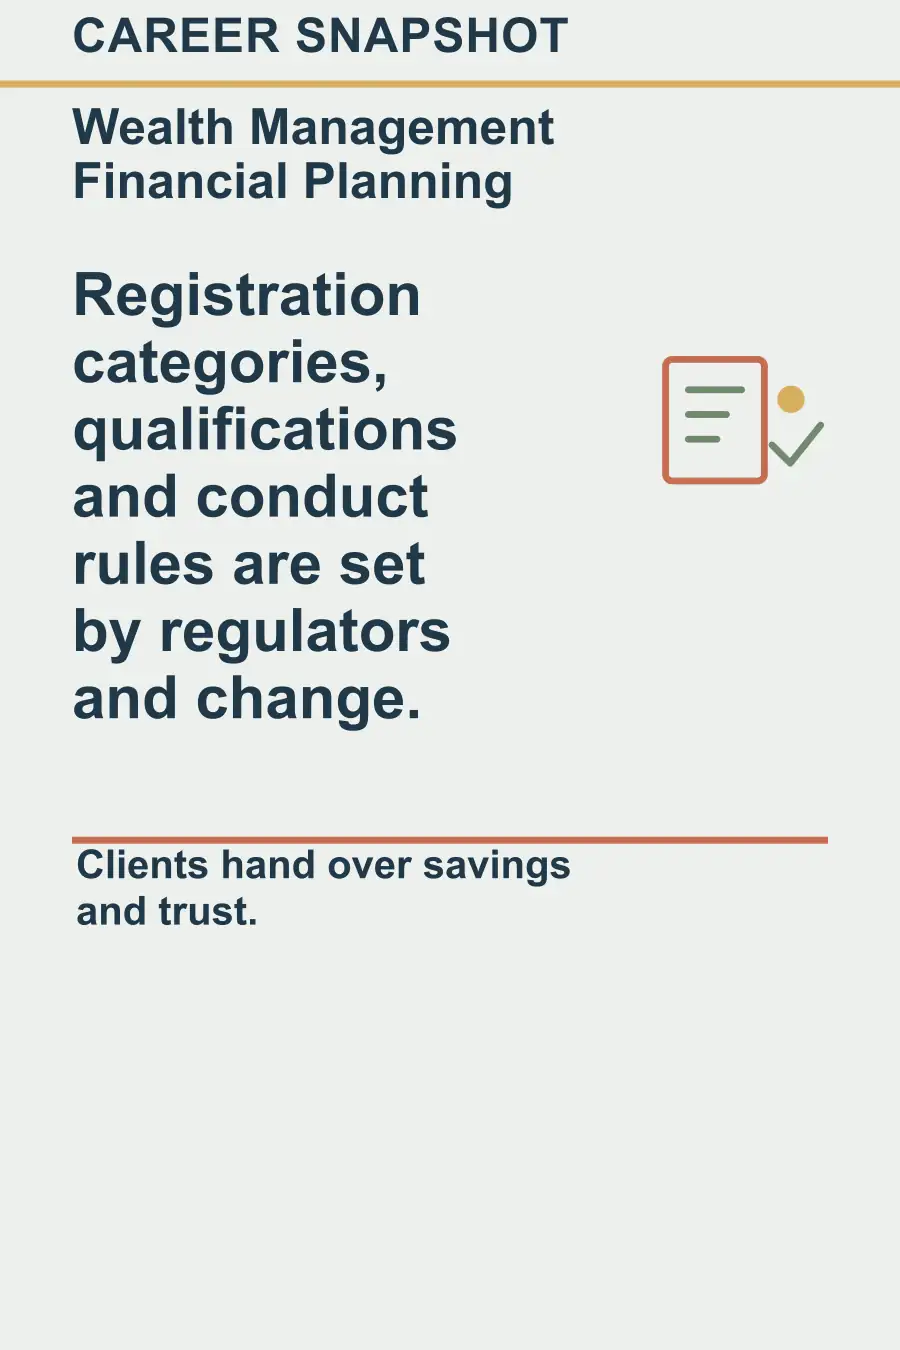 CAREER SNAPSHOT
Wealth Management
Financial Planning
Registration
categories,
qualifications
and conduct
rules are set
by regulators
and change.
Clients hand over savings
and trust.